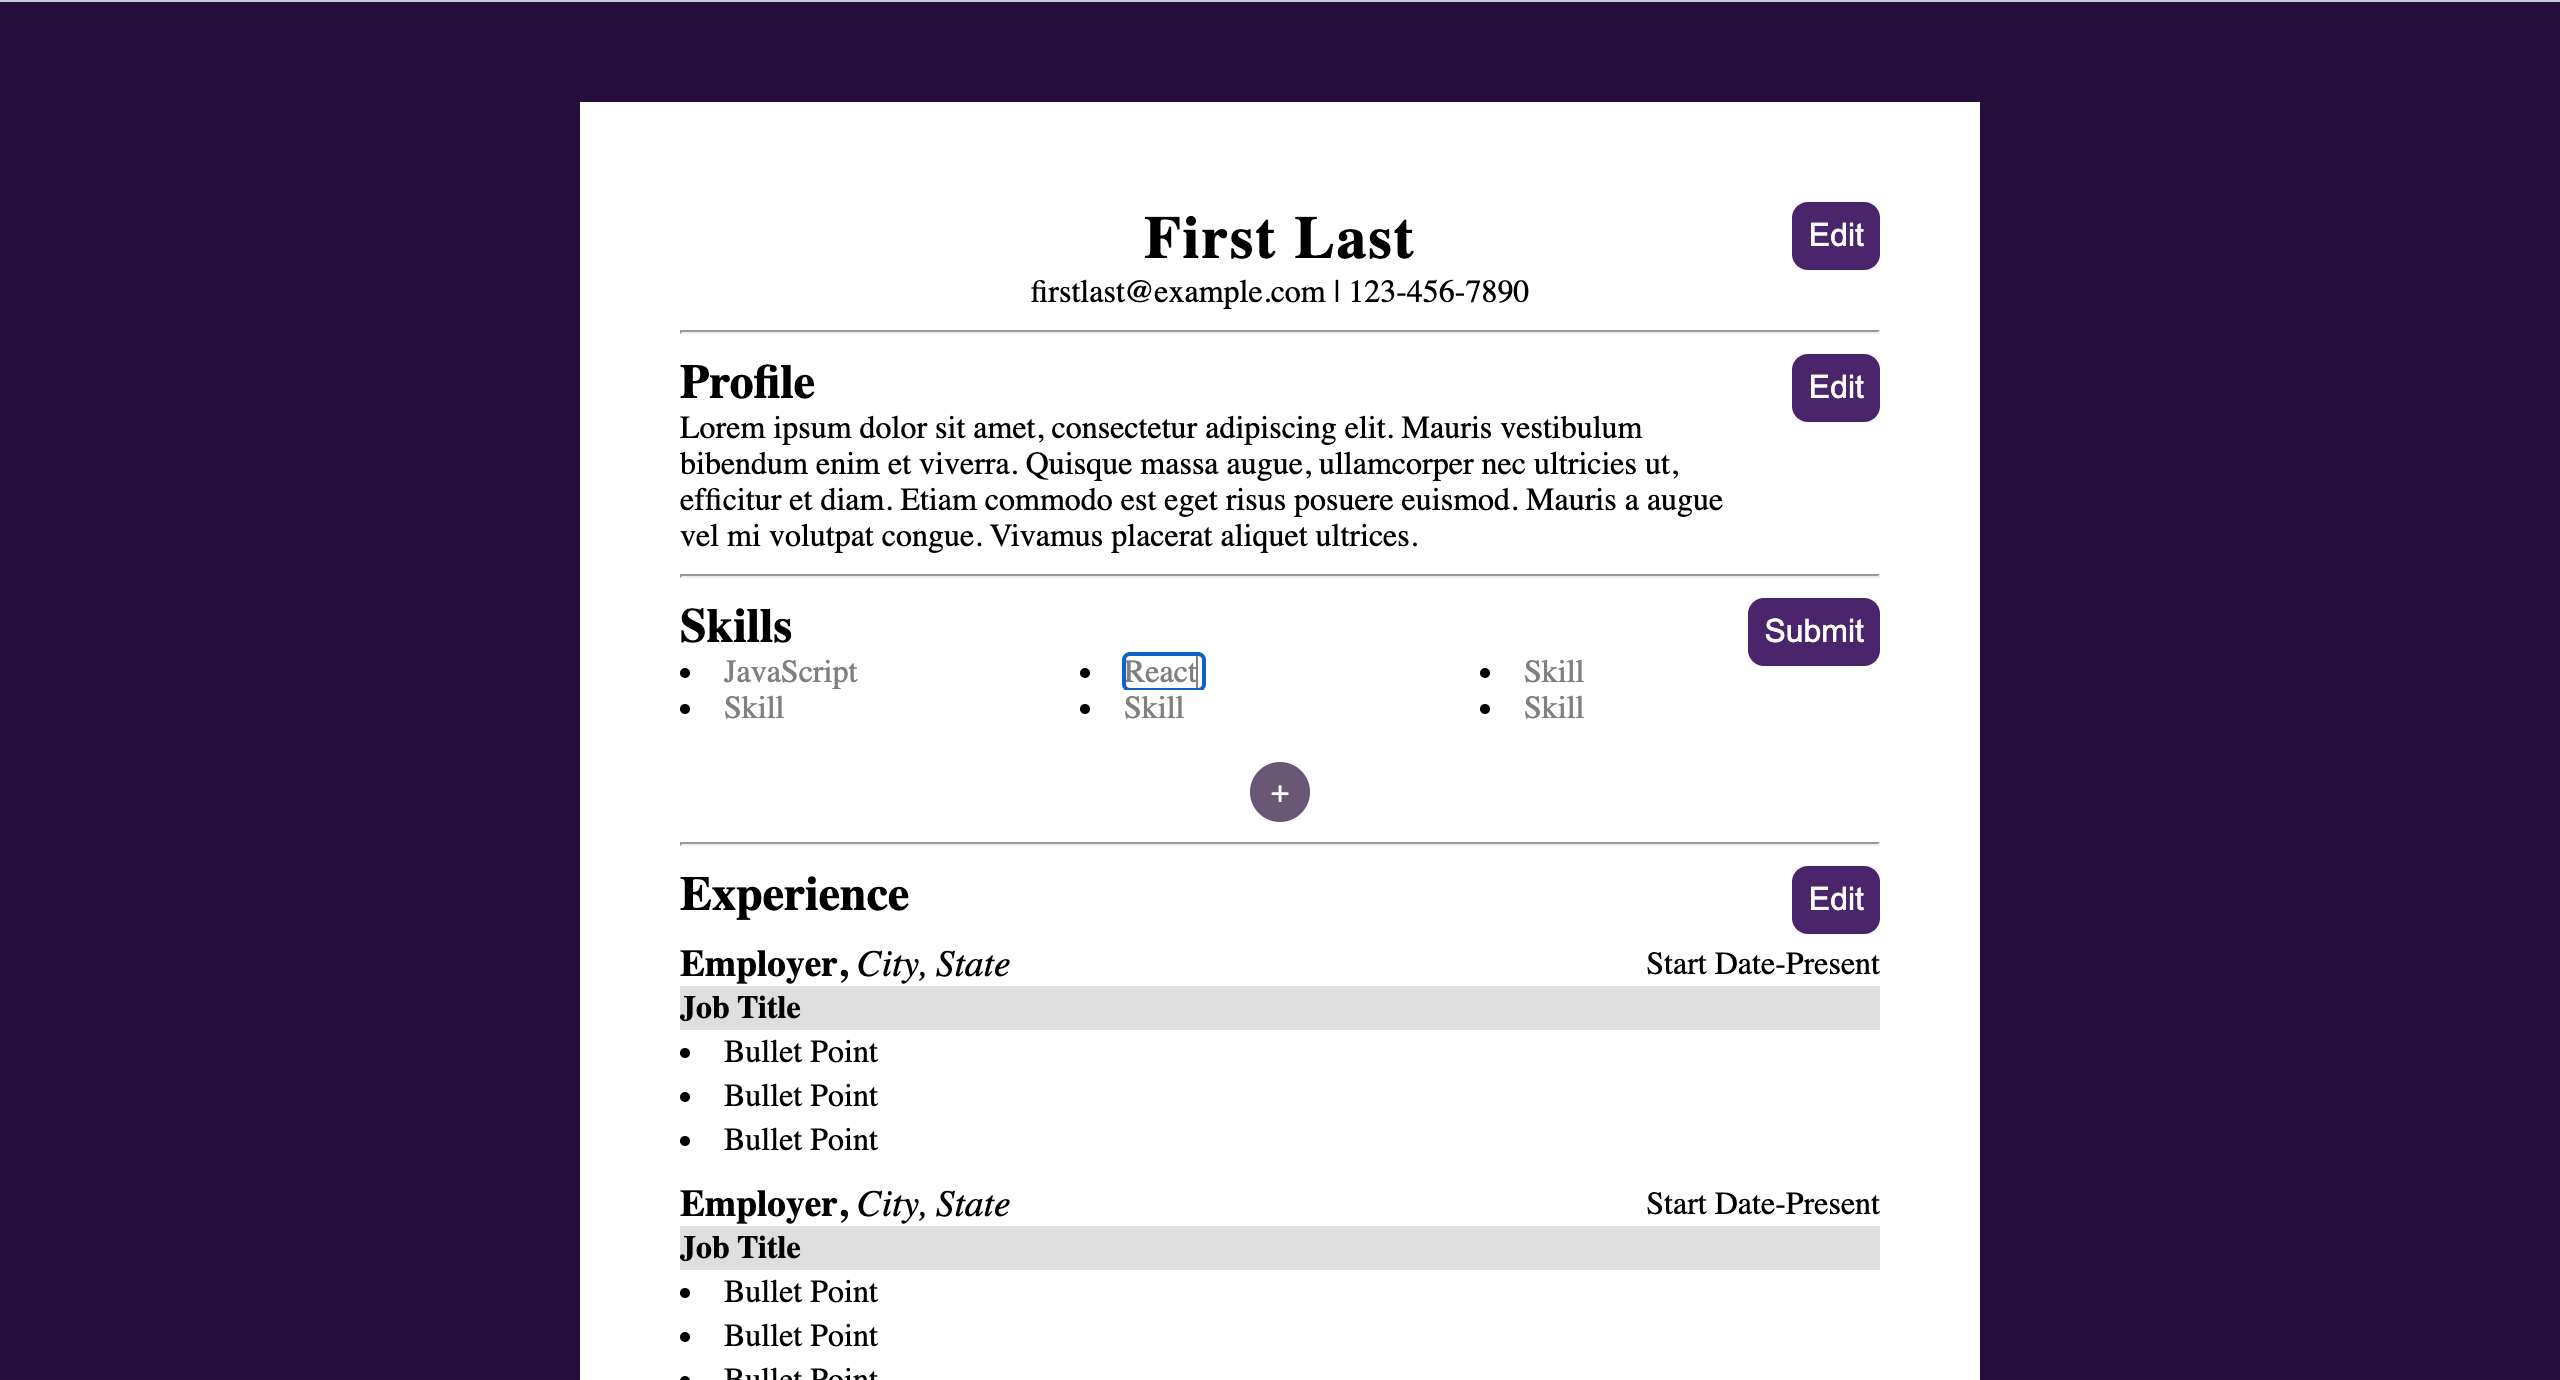 First Last
Edit
firstlast@example.com | 123-456-7890
Profile
Edit
Lorem ipsum dolor sit amet, consectetur adipiscing elit. Mauris vestibulum
bibendum enim et viverra. Quisque massa augue, ullamcorper nec ultricies ut,
efficitur et diam. Etiam commodo est eget risus posuere euismod. Mauris a augue
vel mi volutpat congue. Vivamus placerat aliquet ultrices.
Skills
Submit
• JavaScript • React • Skill
• Skill • Skill • Skill
+
Experience
Edit
Employer, City, State Start Date-Present
Job Title
• Bullet Point
• Bullet Point
• Bullet Point
Employer, City, State Start Date-Present
Job Title
• Bullet Point
• Bullet Point
• Bullet Point